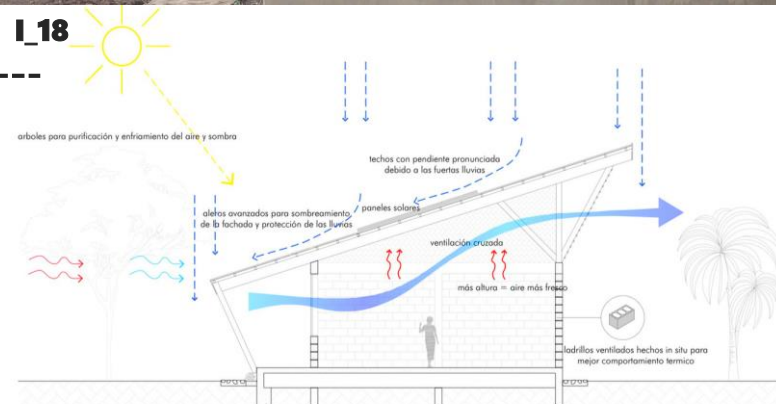 I_18
arboles para purificación y enfriamiento del aire y sombra
techos con pendiente pronunciada
debido a las fuertas lluvias
paneles solares
aleros avanzados para sombreamiento
de la fachada y protección de las lluvias
ventilación cruzada
más altura = aire más fresco
ladrillos ventilados hechos in situ para
mejor comportamiento termico